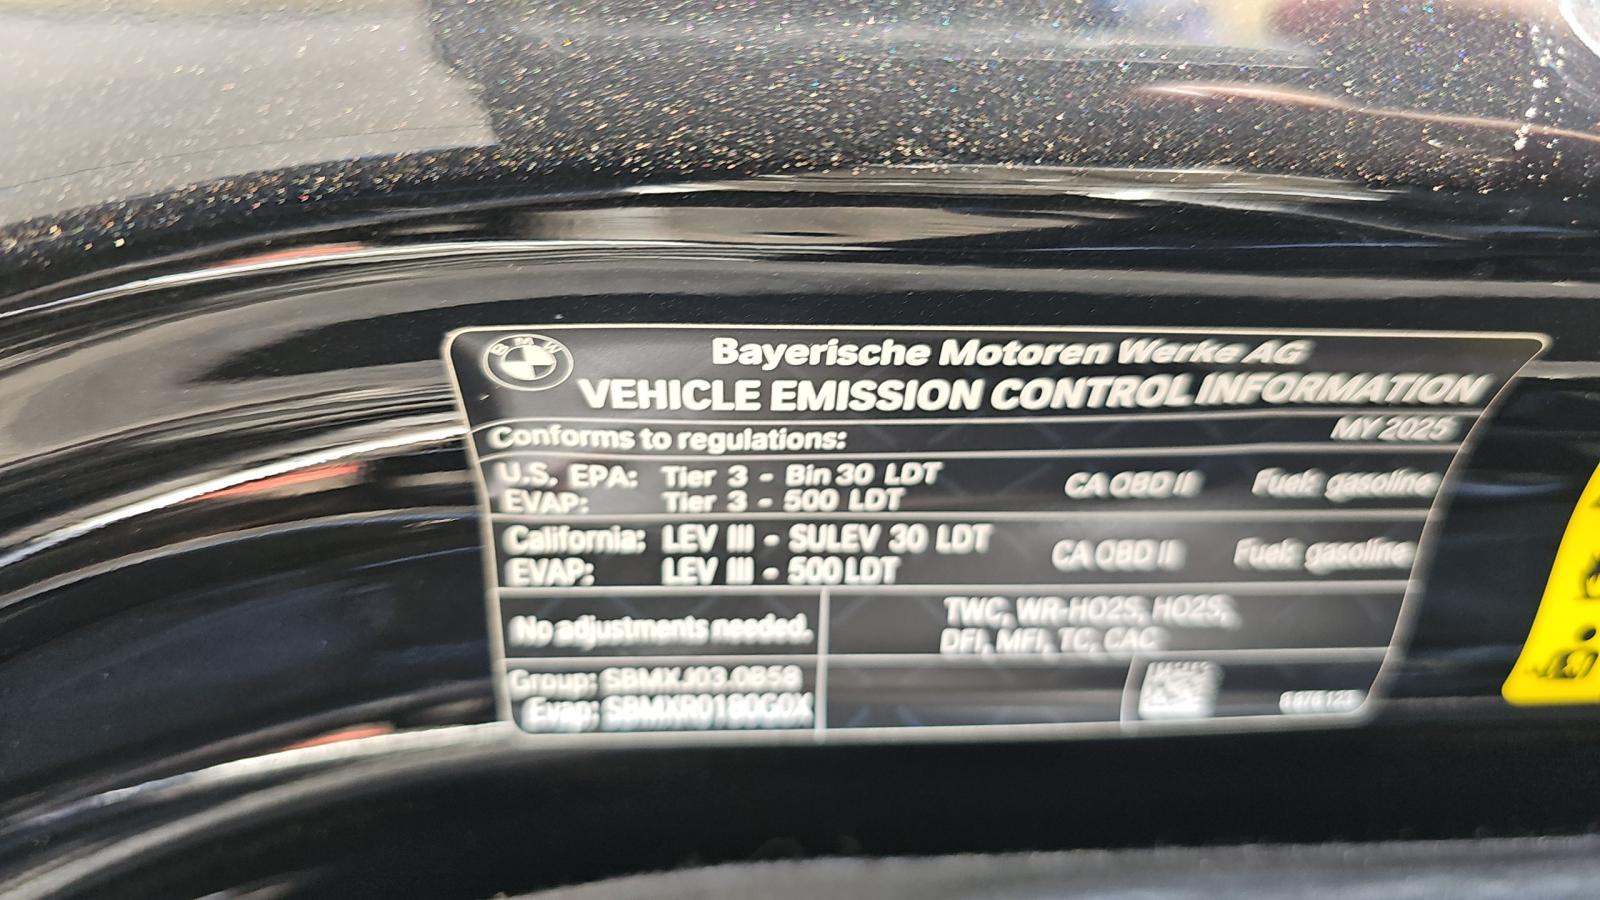 BMW
Bayerische Motoren Werke AG
VEHICLE EMISSION CONTROL INFORMATION
Conforms to regulations: MY 2025
U.S. EPA: Tier 3 - Bin 30 LDT CA OBD II Fuel: gasoline
EVAP: Tier 3 - 500 LDT
California: LEV III - SULEV 30 LDT CA OBD II Fuel: gasoline
EVAP: LEV III - 500 LDT
No adjustments needed.
TWC, WR-HO2S, HO2S,
DFI, MFI, TC, CAC
Group: SBMXJ03.0B58
Evap: SBMXR0180G0X